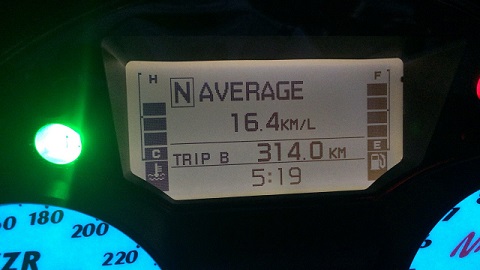 H F
N AVERAGE
16.4KM/L
C E
TRIP B 314.0 KM
5:19
180
200
220
ZR